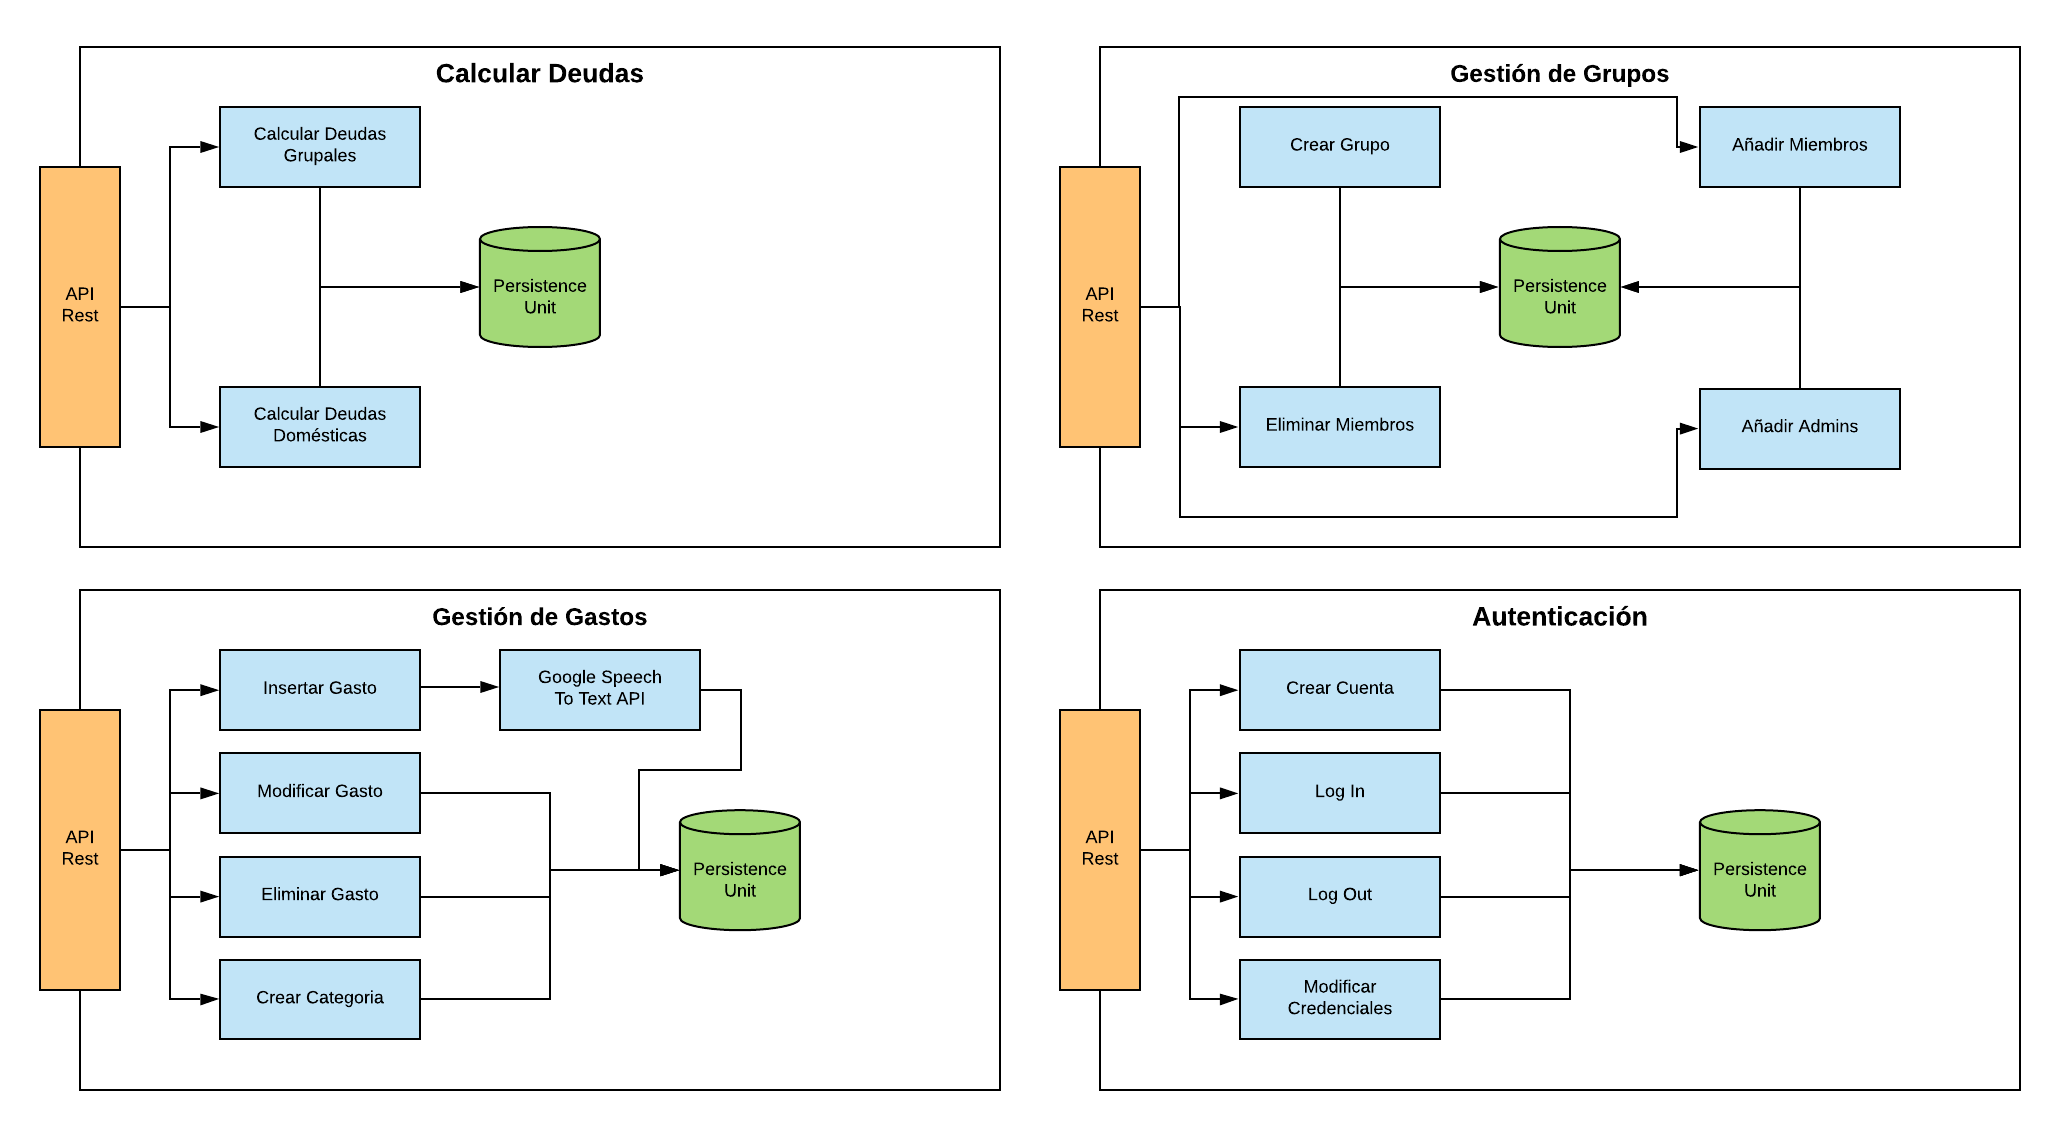 Calcular Deudas
Calcular Deudas
Grupales
API
Rest
Persistence
Unit
Calcular Deudas
Domésticas
Gestión de Grupos
Crear Grupo
Añadir Miembros
API
Rest
Persistence
Unit
Eliminar Miembros
Añadir Admins
Gestión de Gastos
Insertar Gasto
Google Speech
To Text API
Modificar Gasto
API
Rest
Persistence
Unit
Eliminar Gasto
Crear Categoria
Autenticación
Crear Cuenta
Log In
API
Rest
Persistence
Unit
Log Out
Modificar
Credenciales